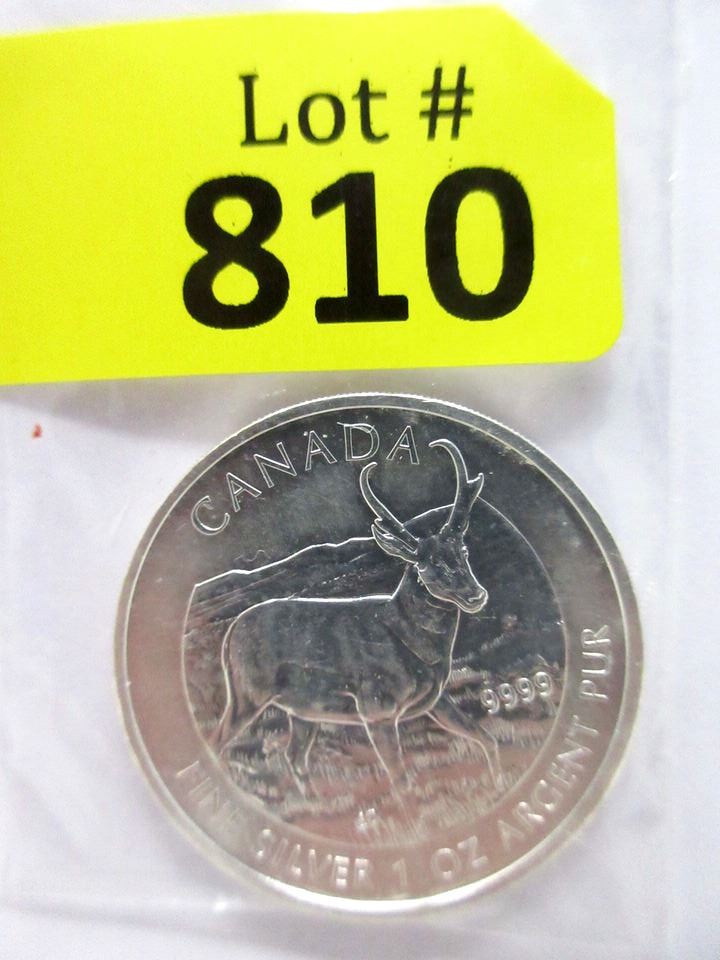 Lot #
810
CANADA
9999
FINE SILVER 1 OZ ARGENT PUR